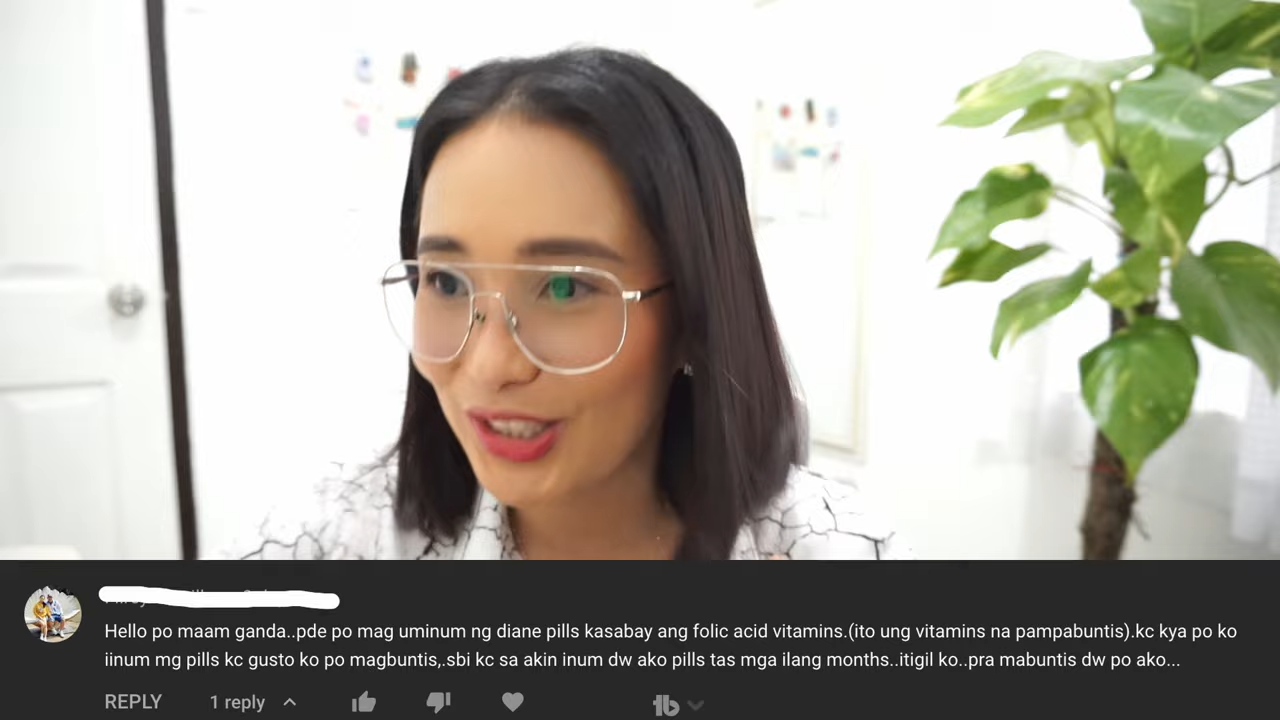 Hello po maam ganda..pde po mag uminum ng diane pills kasabay ang folic acid vitamins.(ito ung vitamins na pampabuntis).kc kya po ko
iinum mg pills kc gusto ko po magbuntis,.sbi kc sa akin inum dw ako pills tas mga ilang months..itigil ko..pra mabuntis dw po ako...
REPLY 1 reply